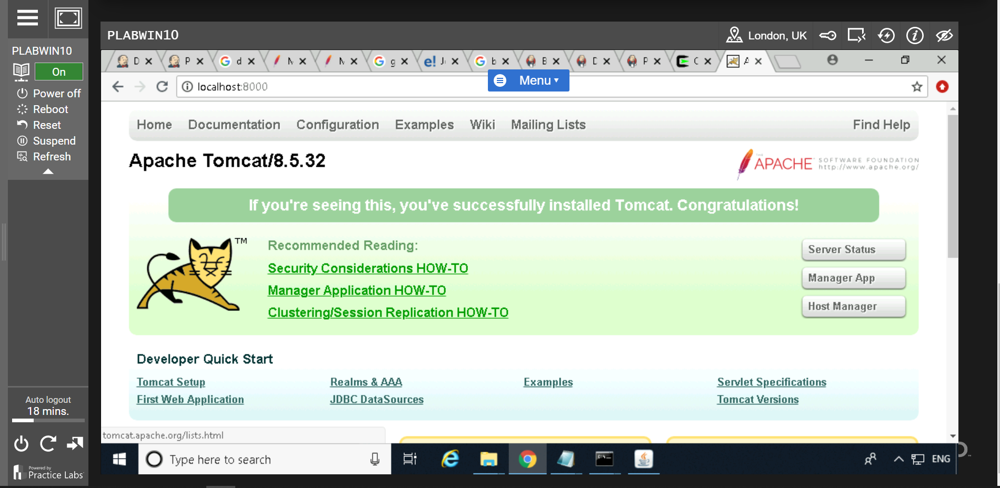 PLABWIN10
London, UK
PLABWIN10
On
Power off
Reboot
Reset
Suspend
Refresh
D
P
d
g
e!
b
B
P
C
A
Menu
localhost:8000
Home Documentation Configuration Examples Wiki Mailing Lists Find Help
Apache Tomcat/8.5.32
THE APACHE SOFTWARE FOUNDATION
http://www.apache.org/
If you're seeing this, you've successfully installed Tomcat. Congratulations!
TM
Recommended Reading:
Security Considerations HOW-TO
Manager Application HOW-TO
Clustering/Session Replication HOW-TO
Server Status
Manager App
Host Manager
Developer Quick Start
Tomcat Setup Realms & AAA Examples Servlet Specifications
First Web Application JDBC DataSources Tomcat Versions
tomcat.apache.org/lists.html
Auto logout
18 mins.
Powered by
Practice Labs
Type here to search
ENG